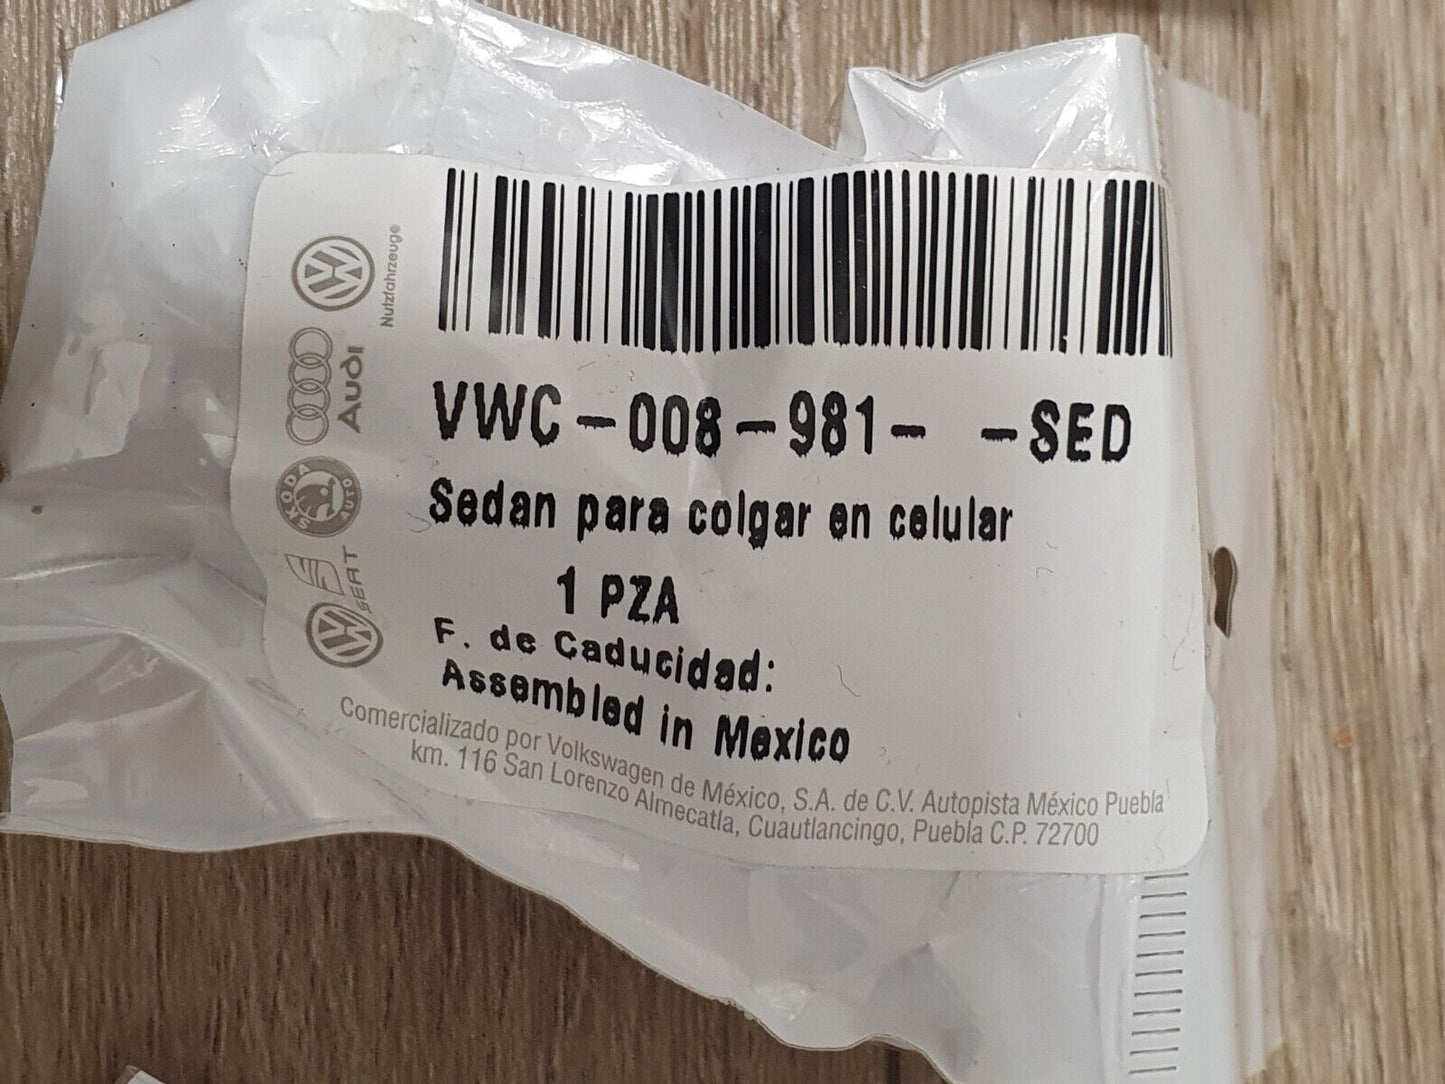 VWC-008-981- -SED
Sedan para colgar en celular
1 PZA
F. de Caducidad:
Assembled in Mexico
Comercializado por Volkswagen de México, S.A. de C.V. Autopista México Puebla
km. 116 San Lorenzo Almecatla, Cuautlancingo, Puebla C.P. 72700
Nutzfahrzeuge
Audi
SKODA
AUTO
SEAT